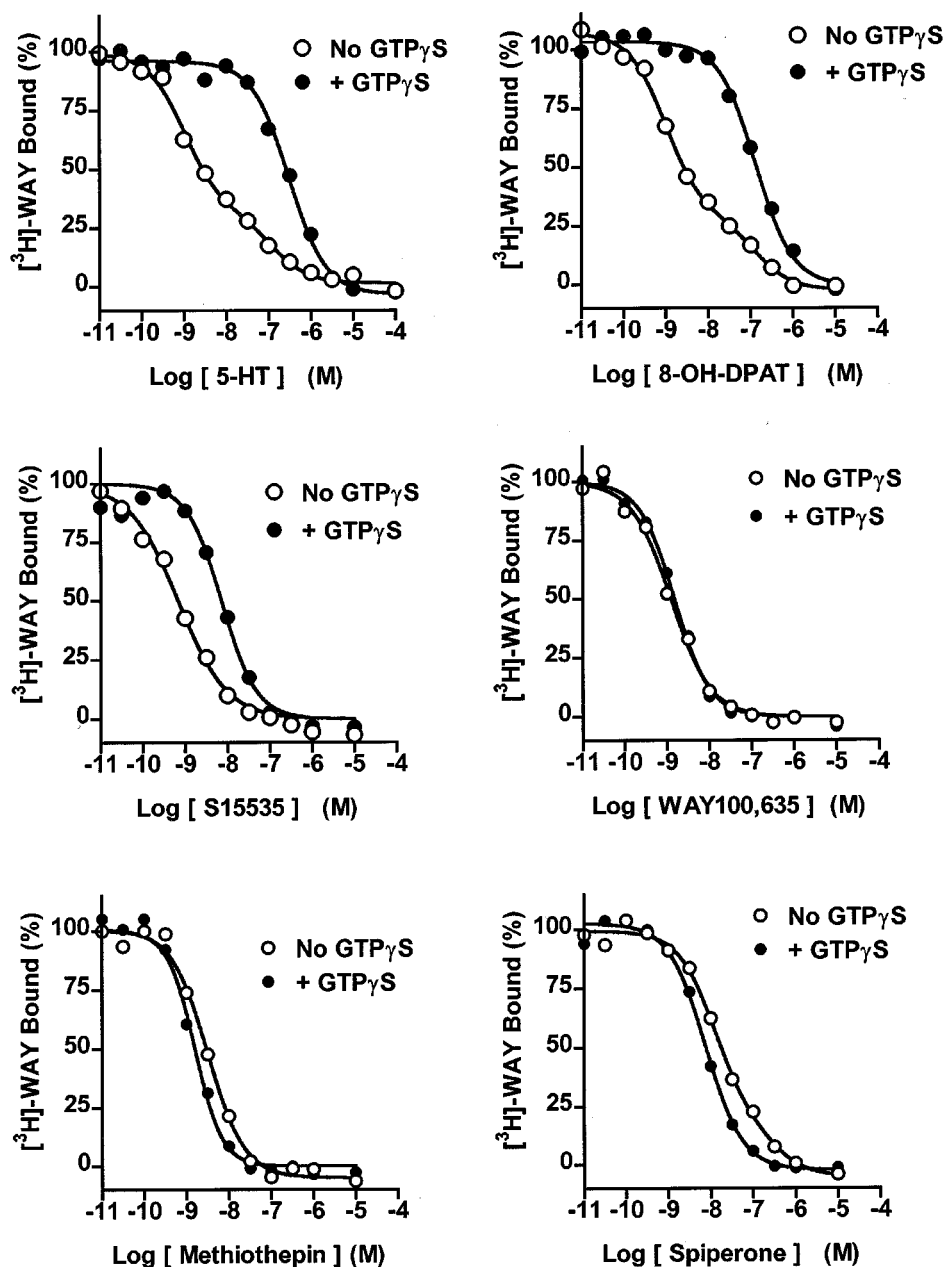 [³H]-WAY Bound (%)
100
75
50
25
0
-11 -10 -9 -8 -7 -6 -5 -4
Log [ 5-HT ] (M)
No GTPγS
+ GTPγS
[³H]-WAY Bound (%)
100
75
50
25
0
-11 -10 -9 -8 -7 -6 -5 -4
Log [ 8-OH-DPAT ] (M)
No GTPγS
+ GTPγS
[³H]-WAY Bound (%)
100
75
50
25
0
-11 -10 -9 -8 -7 -6 -5 -4
Log [ S15535 ] (M)
No GTPγS
+ GTPγS
[³H]-WAY Bound (%)
100
75
50
25
0
-11 -10 -9 -8 -7 -6 -5 -4
Log [ WAY100,635 ] (M)
No GTPγS
+ GTPγS
[³H]-WAY Bound (%)
100
75
50
25
0
-11 -10 -9 -8 -7 -6 -5 -4
Log [ Methiothepin ] (M)
No GTPγS
+ GTPγS
[³H]-WAY Bound (%)
100
75
50
25
0
-11 -10 -9 -8 -7 -6 -5 -4
Log [ Spiperone ] (M)
No GTPγS
+ GTPγS